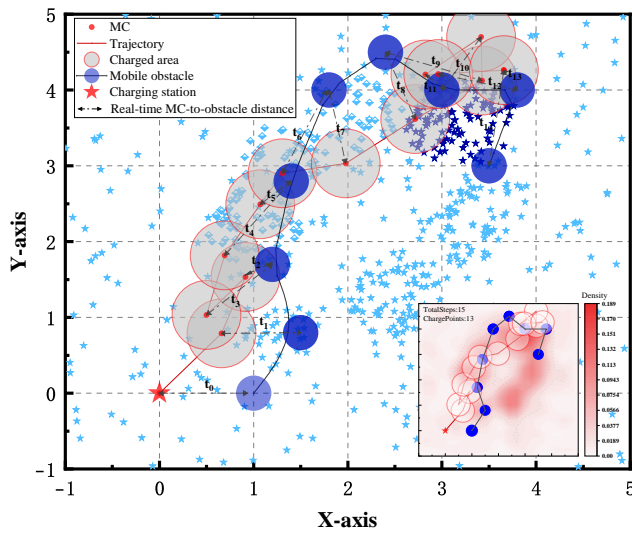 MC
Trajectory
Charged area
Mobile obstacle
Charging station
Real-time MC-to-obstacle distance
5
4
3
2
1
0
-1
Y-axis
-1 0 1 2 3 4 5
X-axis
t0
t1
t2
t3
t4
t5
t6
t7
t8
t9
t10
t11
t12
t13
TotalSteps:15
ChargePoints:13
Density
0.189
0.170
0.151
0.132
0.113
0.0943
0.0754
0.0566
0.0377
0.0189
0.00